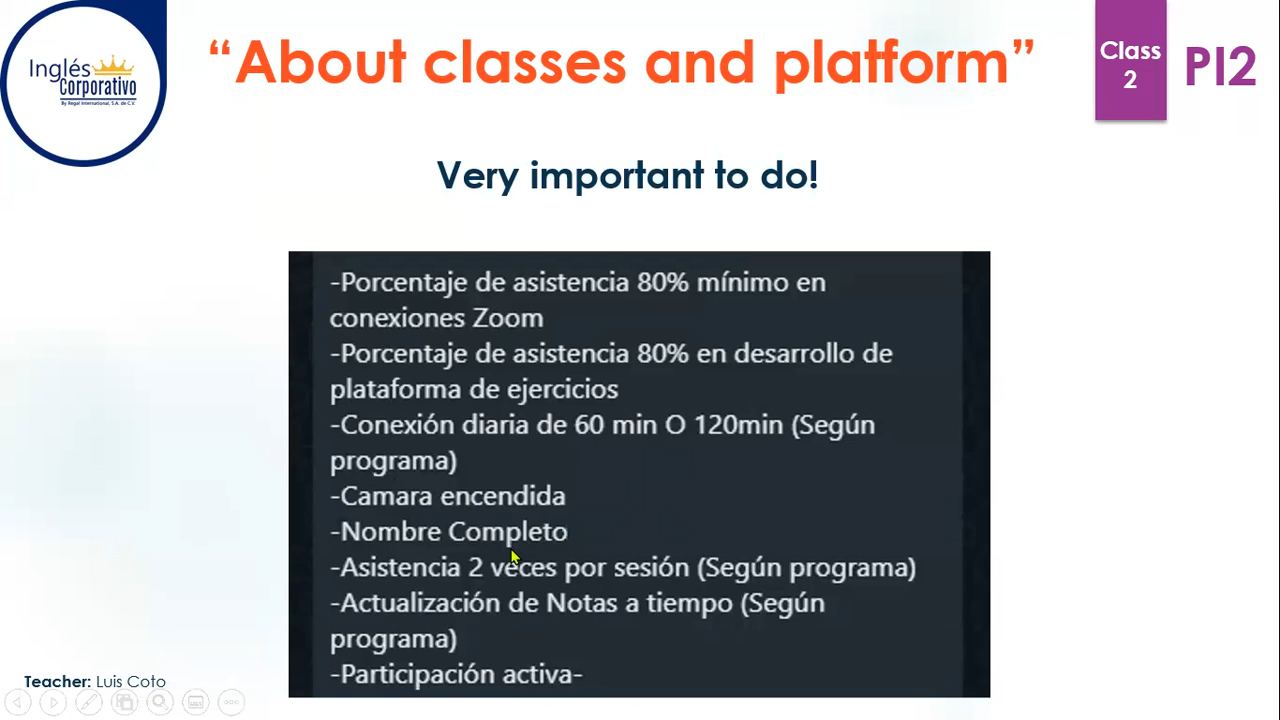 Inglés
Corporativo
By Regal International, S.A. de C.V.
“About classes and platform”
Class
2
PI2
Very important to do!
-Porcentaje de asistencia 80% mínimo en
conexiones Zoom
-Porcentaje de asistencia 80% en desarrollo de
plataforma de ejercicios
-Conexión diaria de 60 min O 120min (Según
programa)
-Camara encendida
-Nombre Completo
-Asistencia 2 veces por sesión (Según programa)
-Actualización de Notas a tiempo (Según
programa)
-Participación activa-
Teacher: Luis Coto